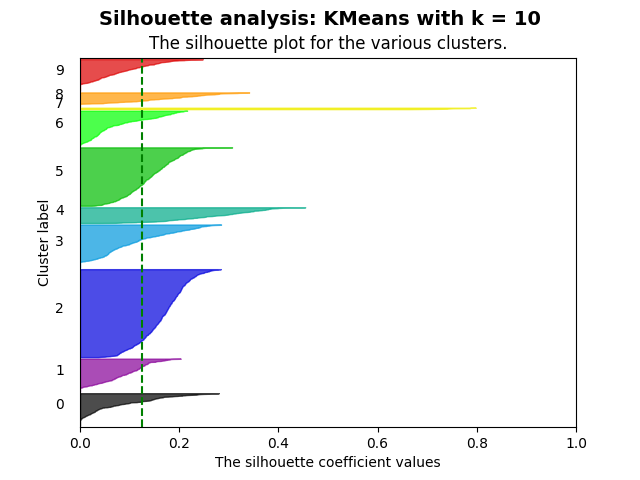 Silhouette analysis: KMeans with k = 10
The silhouette plot for the various clusters.
9
8
7
6
5
4
3
2
1
0
Cluster label
0.0 0.2 0.4 0.6 0.8 1.0
The silhouette coefficient values